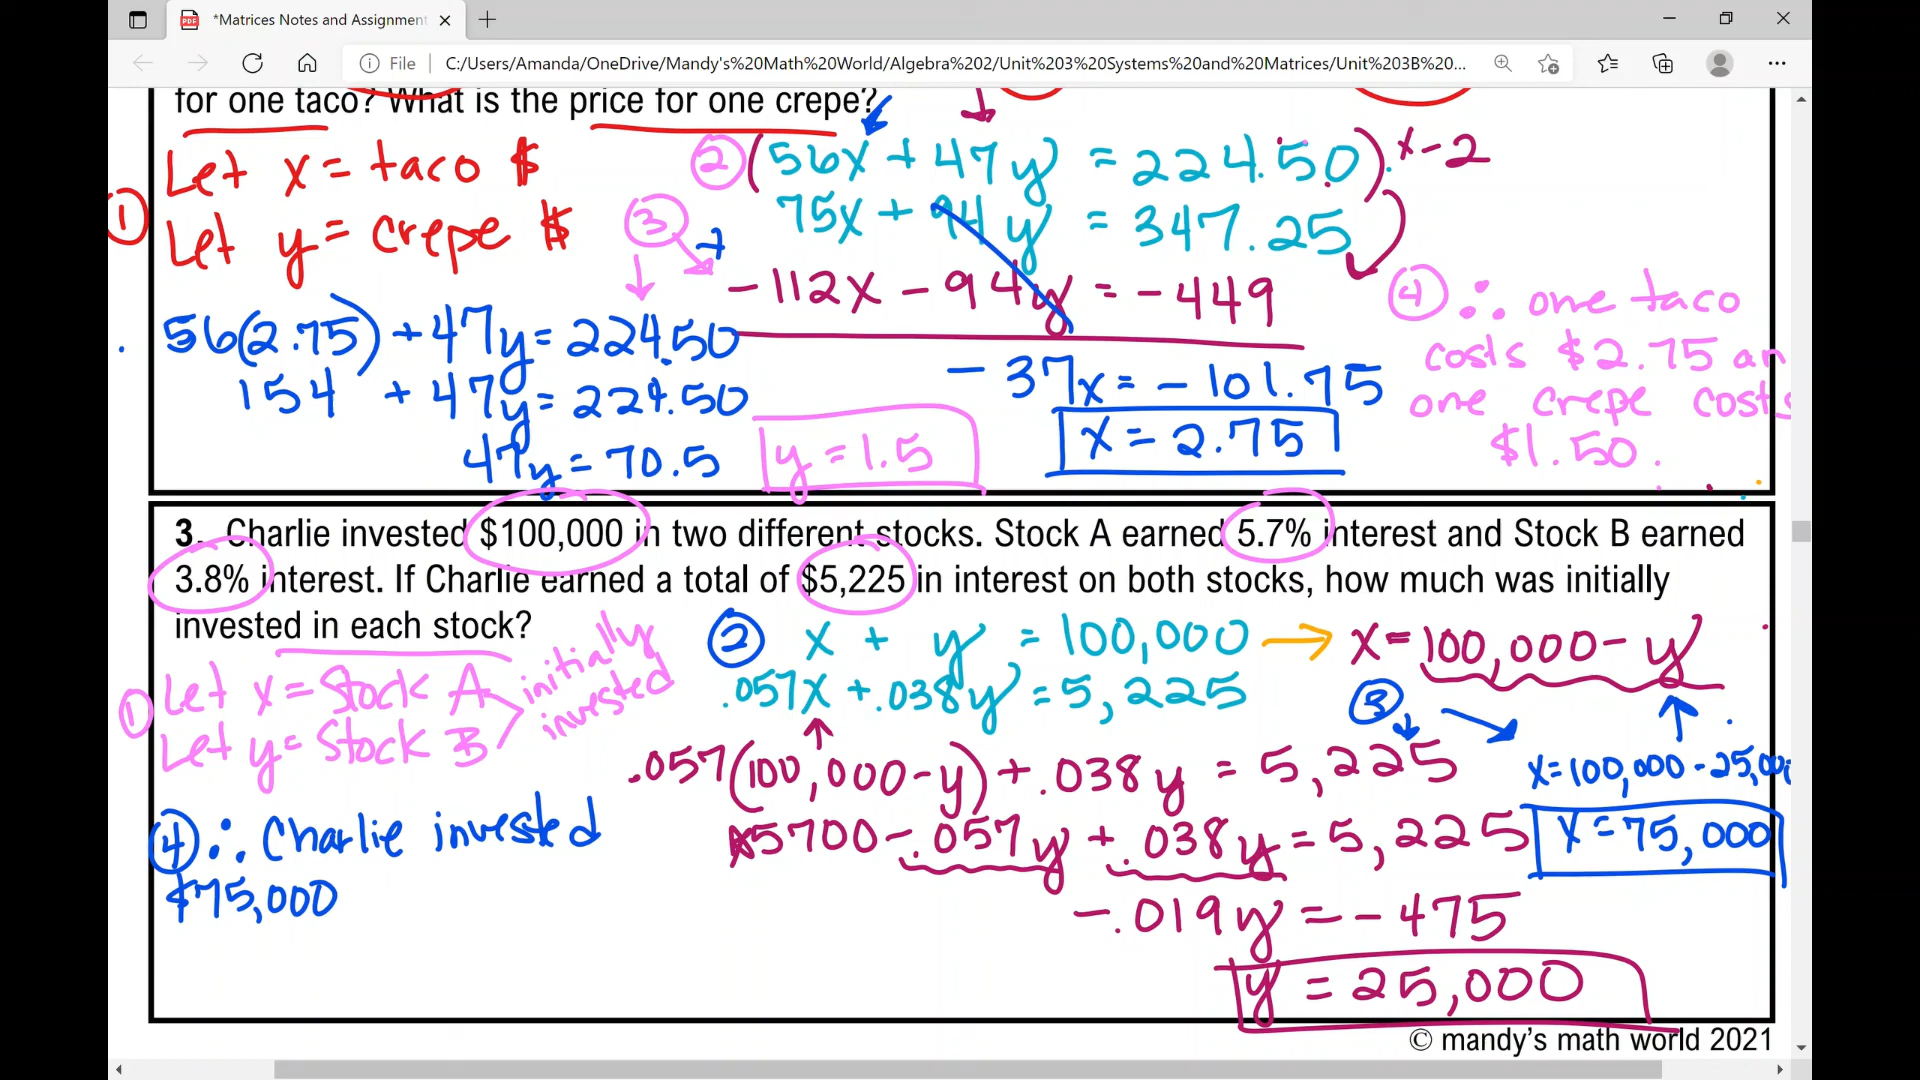 *Matrices Notes and Assignment
File
C:/Users/Amanda/OneDrive/Mandy's%20Math%20World/Algebra%202/Unit%203%20Systems%20and%20Matrices/Unit%203B%20...
for one taco? What is the price for one crepe?
① Let x = taco $
Let y = crepe $
② (56x + 47y = 224.50) · x - 2
75x + 94y = 347.25
③
+
-112x - 94y = -449
-37x = -101.75
x = 2.75
56(2.75) + 47y = 224.50
154 + 47y = 224.50
47y = 70.5
y = 1.5
④ ∴ one taco
costs $2.75 an
one crepe costs
$1.50.
3. Charlie invested $100,000 in two different stocks. Stock A earned 5.7% interest and Stock B earned
3.8% interest. If Charlie earned a total of $5,225 in interest on both stocks, how much was initially
invested in each stock?
① Let x = Stock A
Let y = Stock B
initially
invested
② x + y = 100,000 → x = 100,000 - y
.057x + .038y = 5,225
③
.057(100,000 - y) + .038y = 5,225
5700 - .057y + .038y = 5,225
-.019y = -475
y = 25,000
x = 100,000 - 25,000
x = 75,000
④ ∴ Charlie invested
$75,000
© mandy's math world 2021